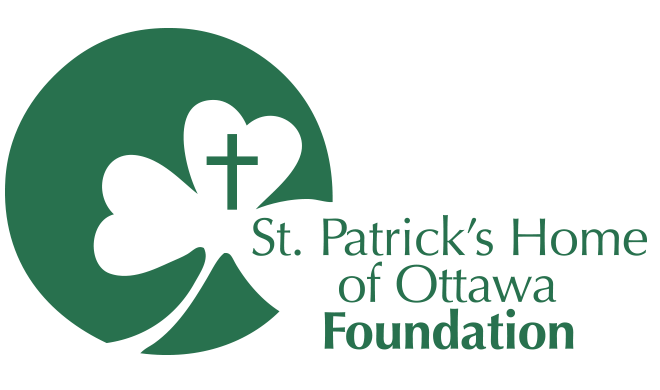 St. Patrick's Home
of Ottawa
Foundation